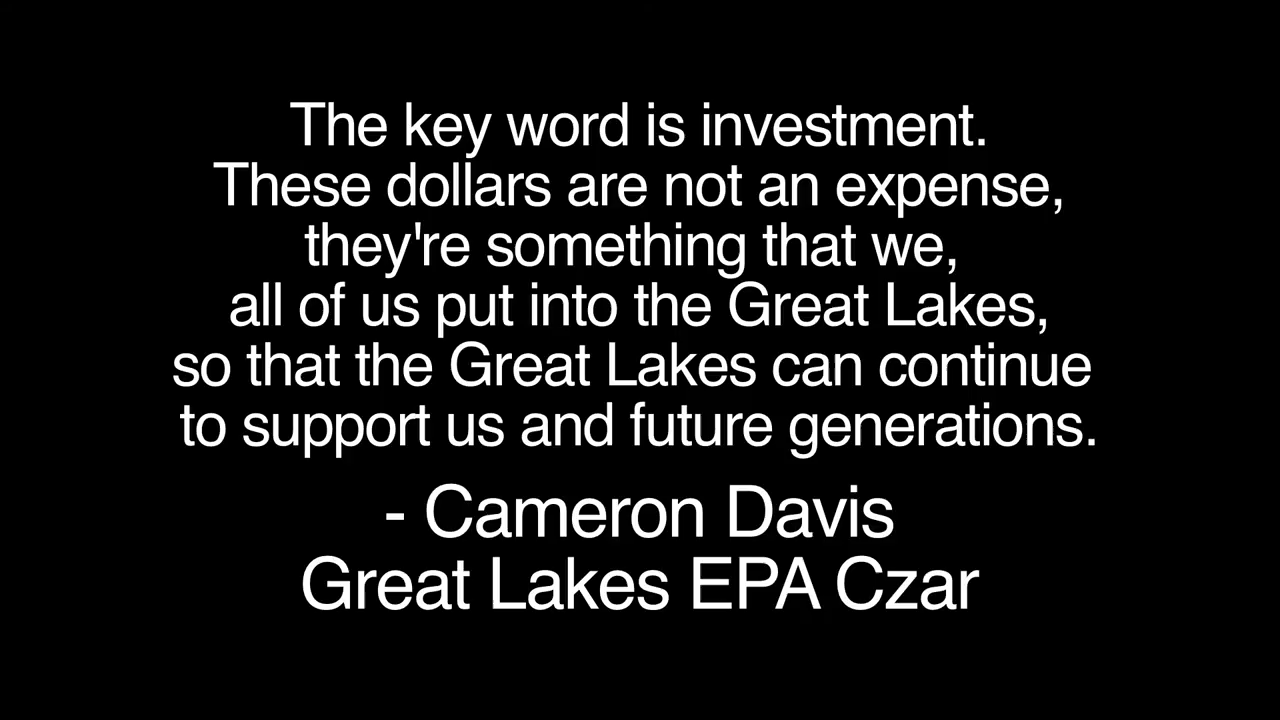 The key word is investment.
These dollars are not an expense,
they're something that we,
all of us put into the Great Lakes,
so that the Great Lakes can continue
to support us and future generations.
- Cameron Davis
Great Lakes EPA Czar